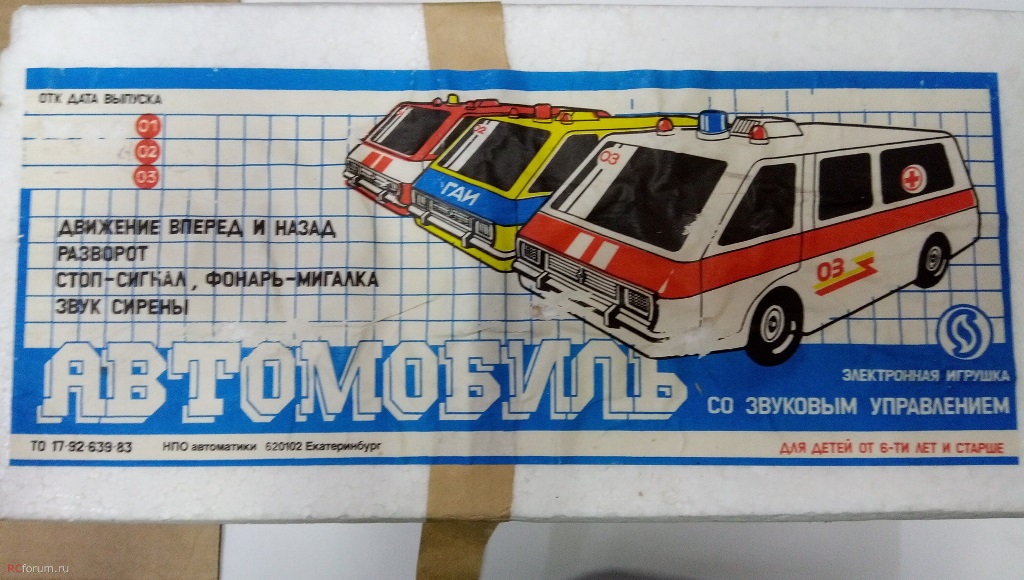 ОТК ДАТА ВЫПУСКА
01
02
03
ДВИЖЕНИЕ ВПЕРЕД И НАЗАД
РАЗВОРОТ
СТОП-СИГНАЛ, ФОНАРЬ-МИГАЛКА
ЗВУК СИРЕНЫ
02
ГАИ
03
03
АВТОМОБИЛЬ
ЭЛЕКТРОННАЯ ИГРУШКА
СО ЗВУКОВЫМ УПРАВЛЕНИЕМ
ТО 17-92-639-83 НПО автоматики 620102 Екатеринбург
ДЛЯ ДЕТЕЙ ОТ 6-ТИ ЛЕТ И СТАРШЕ
RCforum.ru